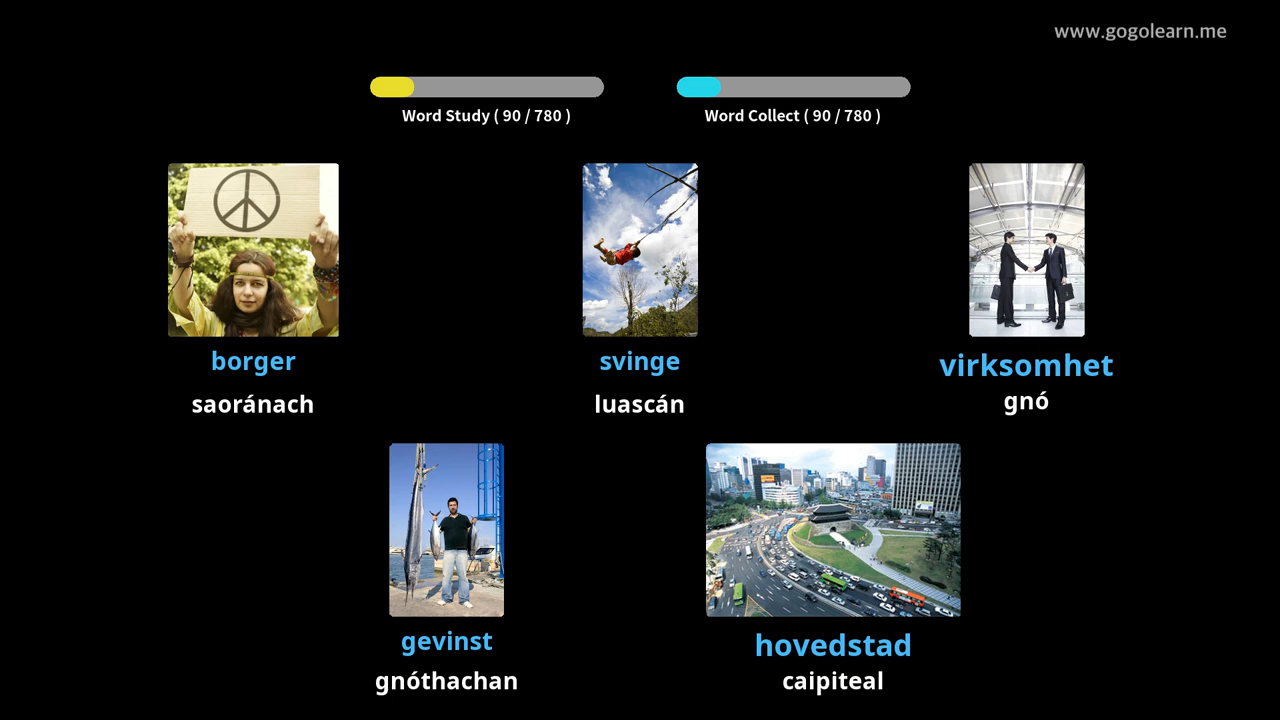 www.gogolearn.me
Word Study ( 90 / 780 )
Word Collect ( 90 / 780 )
borger
saoránach
svinge
luascán
virksomhet
gnó
gevinst
gnóthachan
hovedstad
caipiteal